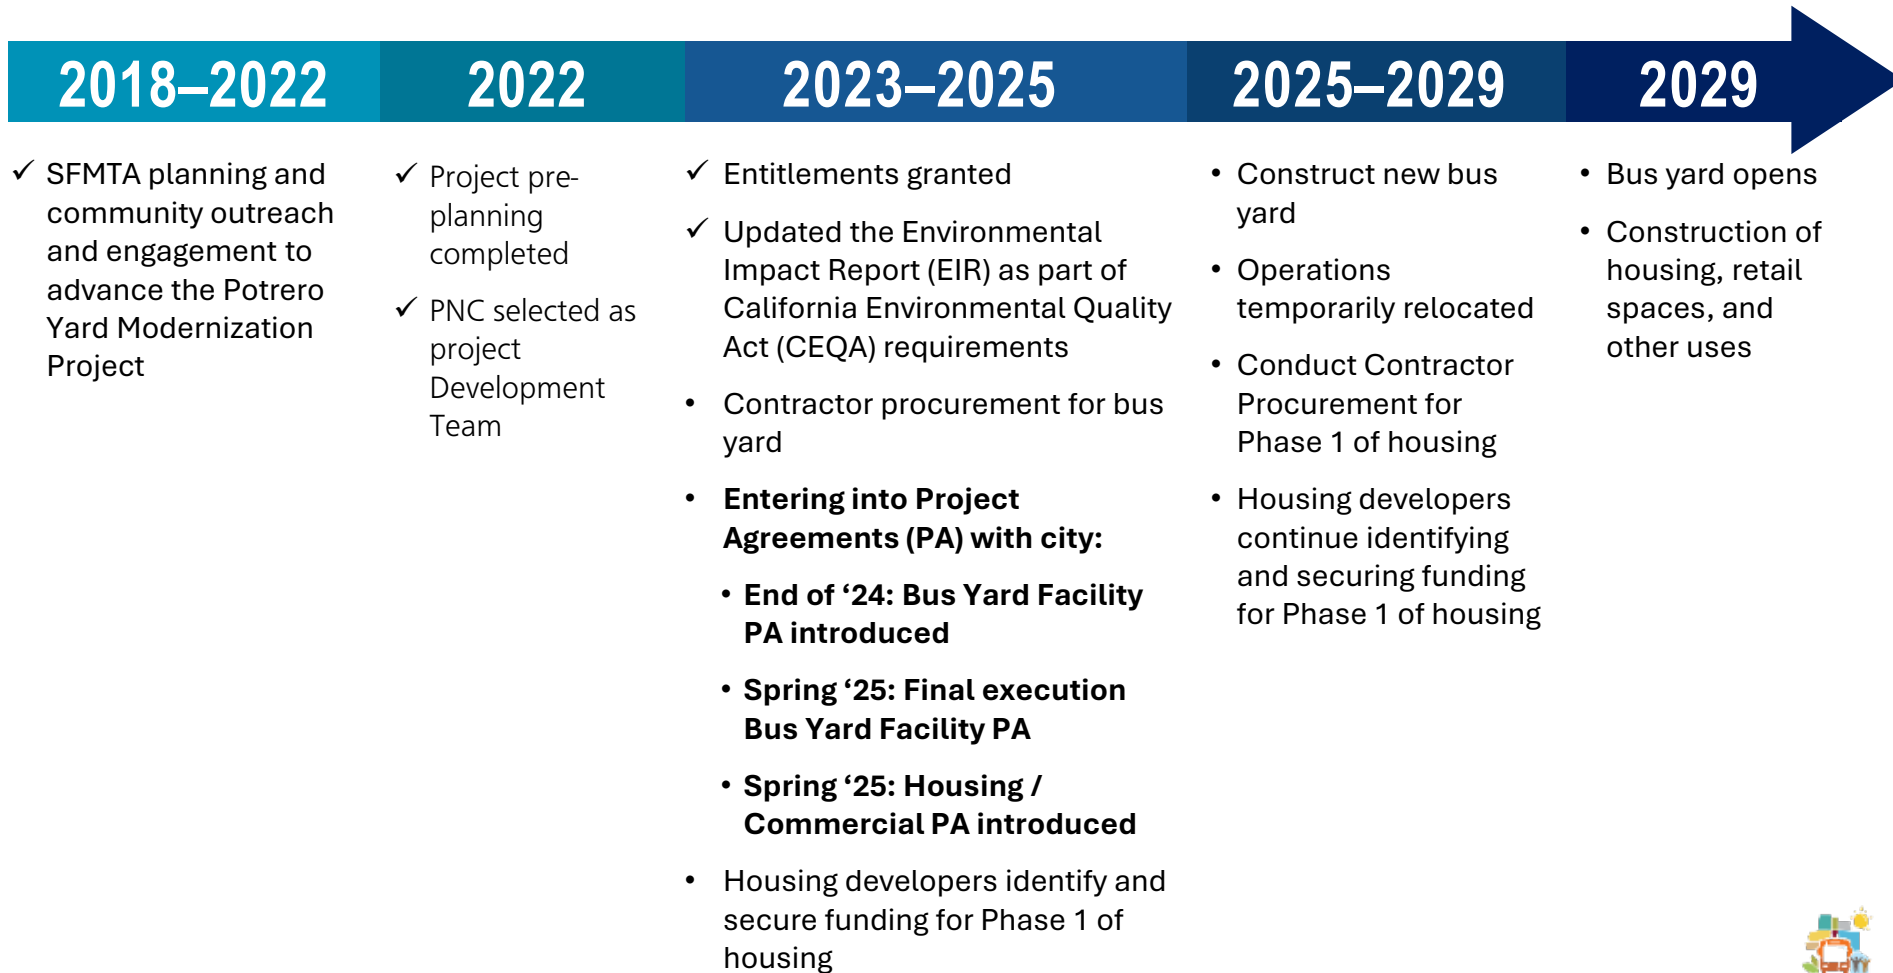 2018–2022
2022
2023–2025
2025–2029
2029
✓ SFMTA planning and
community outreach
and engagement to
advance the Potrero
Yard Modernization
Project
✓ Project pre-
planning
completed
✓ PNC selected as
project
Development
Team
✓ Entitlements granted
✓ Updated the Environmental
Impact Report (EIR) as part of
California Environmental Quality
Act (CEQA) requirements
• Contractor procurement for bus
yard
• Entering into Project
Agreements (PA) with city:
• End of ‘24: Bus Yard Facility
PA introduced
• Spring ‘25: Final execution
Bus Yard Facility PA
• Spring ‘25: Housing /
Commercial PA introduced
• Housing developers identify and
secure funding for Phase 1 of
housing
• Construct new bus
yard
• Operations
temporarily relocated
• Conduct Contractor
Procurement for
Phase 1 of housing
• Housing developers
continue identifying
and securing funding
for Phase 1 of housing
• Bus yard opens
• Construction of
housing, retail
spaces, and
other uses